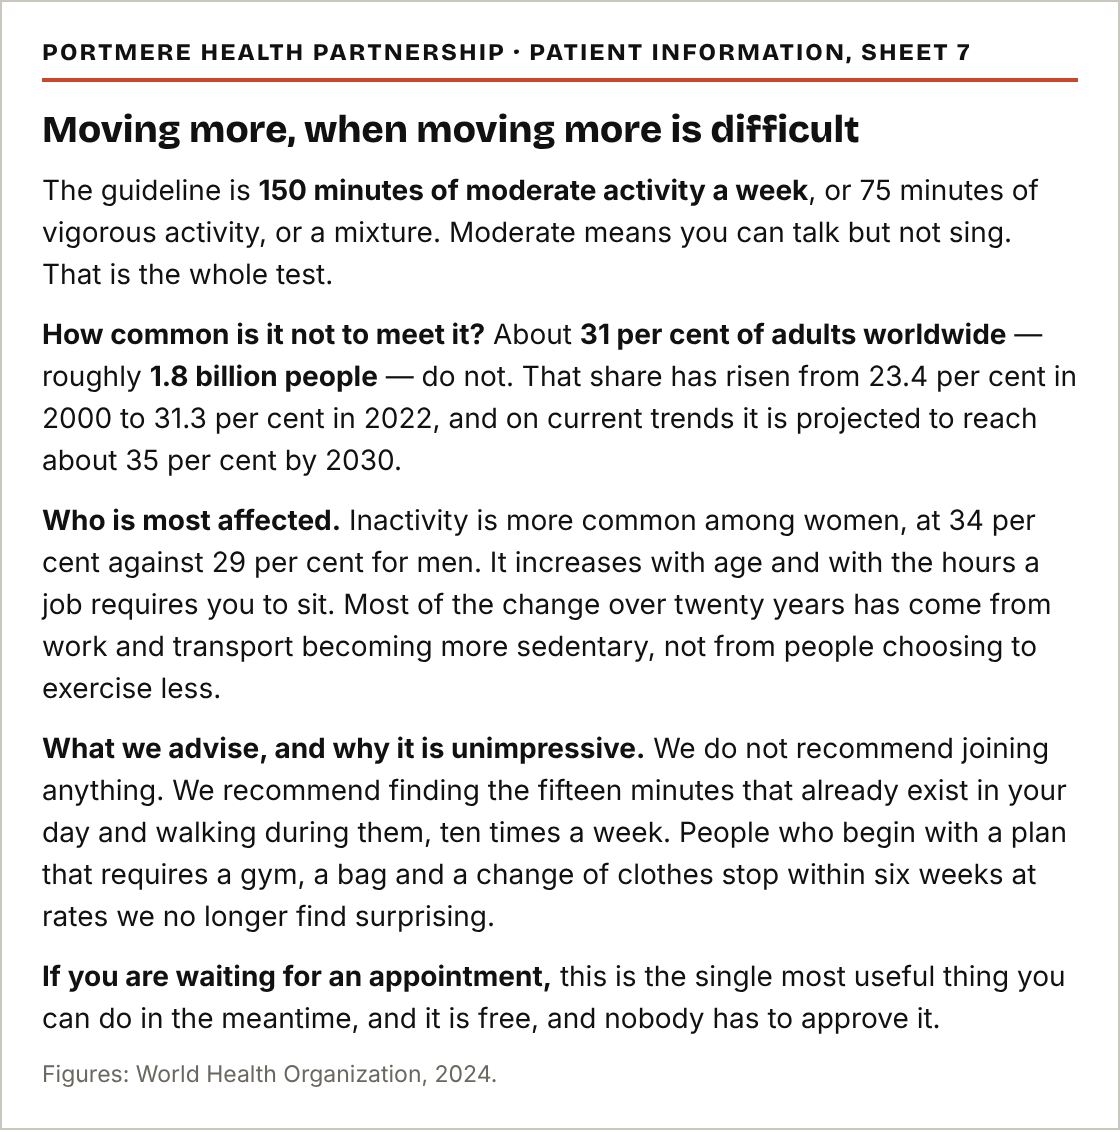 PORTMERE HEALTH PARTNERSHIP · PATIENT INFORMATION, SHEET 7
Moving more, when moving more is difficult
The guideline is 150 minutes of moderate activity a week, or 75 minutes of
vigorous activity, or a mixture. Moderate means you can talk but not sing.
That is the whole test.
How common is it not to meet it? About 31 per cent of adults worldwide —
roughly 1.8 billion people — do not. That share has risen from 23.4 per cent in
2000 to 31.3 per cent in 2022, and on current trends it is projected to reach
about 35 per cent by 2030.
Who is most affected. Inactivity is more common among women, at 34 per
cent against 29 per cent for men. It increases with age and with the hours a
job requires you to sit. Most of the change over twenty years has come from
work and transport becoming more sedentary, not from people choosing to
exercise less.
What we advise, and why it is unimpressive. We do not recommend joining
anything. We recommend finding the fifteen minutes that already exist in your
day and walking during them, ten times a week. People who begin with a plan
that requires a gym, a bag and a change of clothes stop within six weeks at
rates we no longer find surprising.
If you are waiting for an appointment, this is the single most useful thing you
can do in the meantime, and it is free, and nobody has to approve it.
Figures: World Health Organization, 2024.